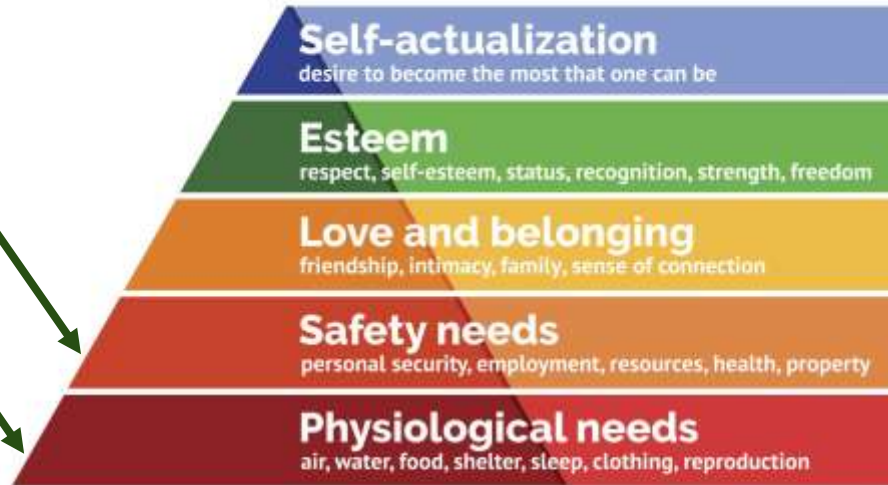 Self-actualization
desire to become the most that one can be
Esteem
respect, self-esteem, status, recognition, strength, freedom
Love and belonging
friendship, intimacy, family, sense of connection
Safety needs
personal security, employment, resources, health, property
Physiological needs
air, water, food, shelter, sleep, clothing, reproduction